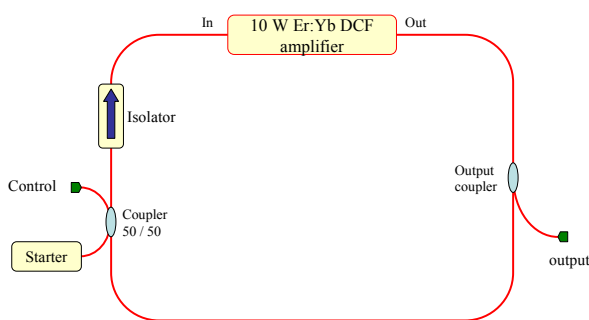 In
10 W Er:Yb DCF
amplifier
Out
Isolator
Control
Coupler
50 / 50
Starter
Output
coupler
output